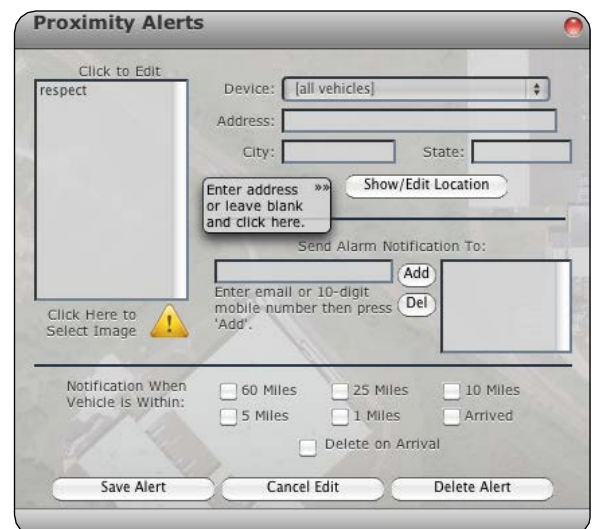 Proximity Alerts
Click to Edit
respect
Device: [all vehicles]
Address:
City:
State:
Enter address »»
or leave blank
and click here.
Show/Edit Location
Send Alarm Notification To:
Add
Enter email or 10-digit
mobile number then press
'Add'.
Del
Click Here to
Select Image
Notification When
Vehicle is Within:
60 Miles
25 Miles
10 Miles
5 Miles
1 Miles
Arrived
Delete on Arrival
Save Alert
Cancel Edit
Delete Alert